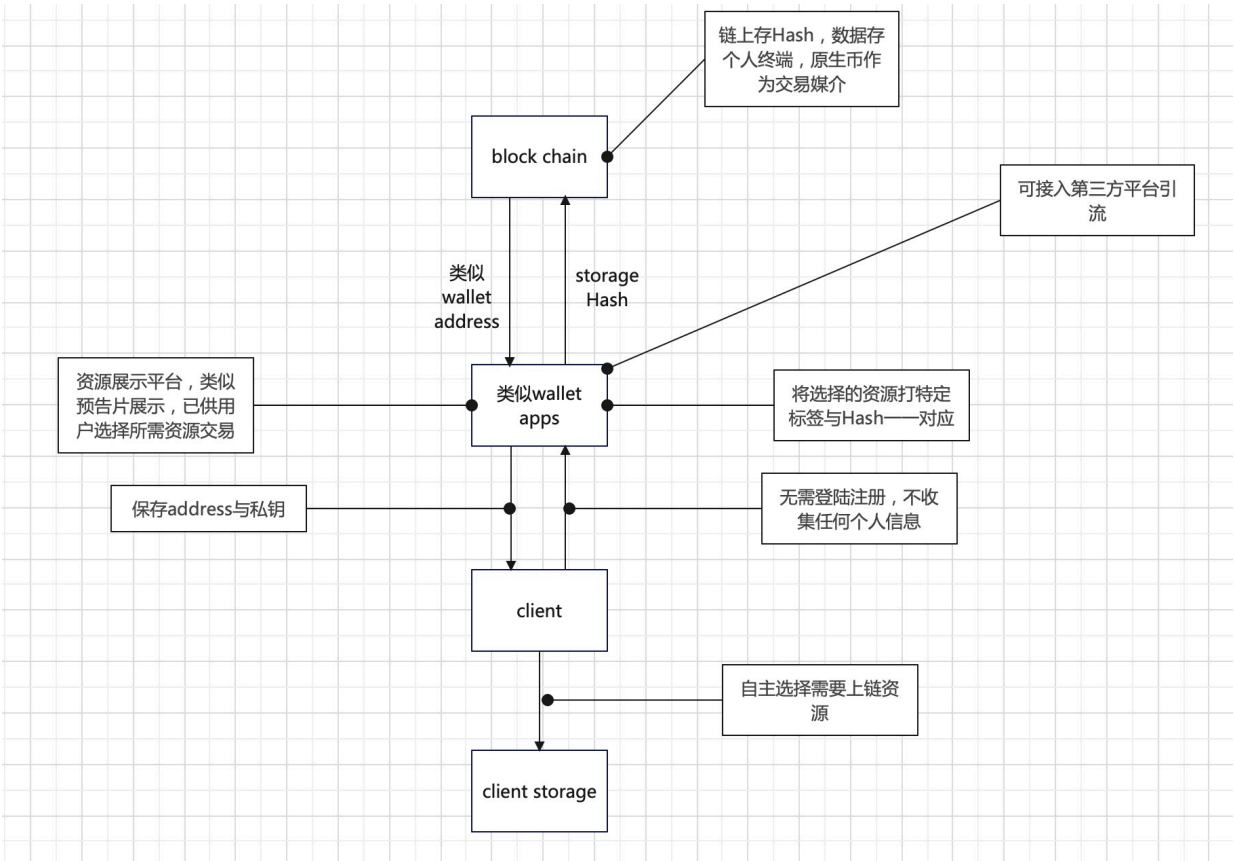 链上存Hash，数据存
个人终端，原生币作
为交易媒介
block chain
可接入第三方平台引
流
类似
wallet
address
storage
Hash
资源展示平台，类似
预告片展示，已供用
户选择所需资源交易
类似wallet
apps
将选择的资源打特定
标签与Hash一一对应
保存address与私钥
无需登陆注册，不收
集任何个人信息
client
自主选择需要上链资
源
client storage